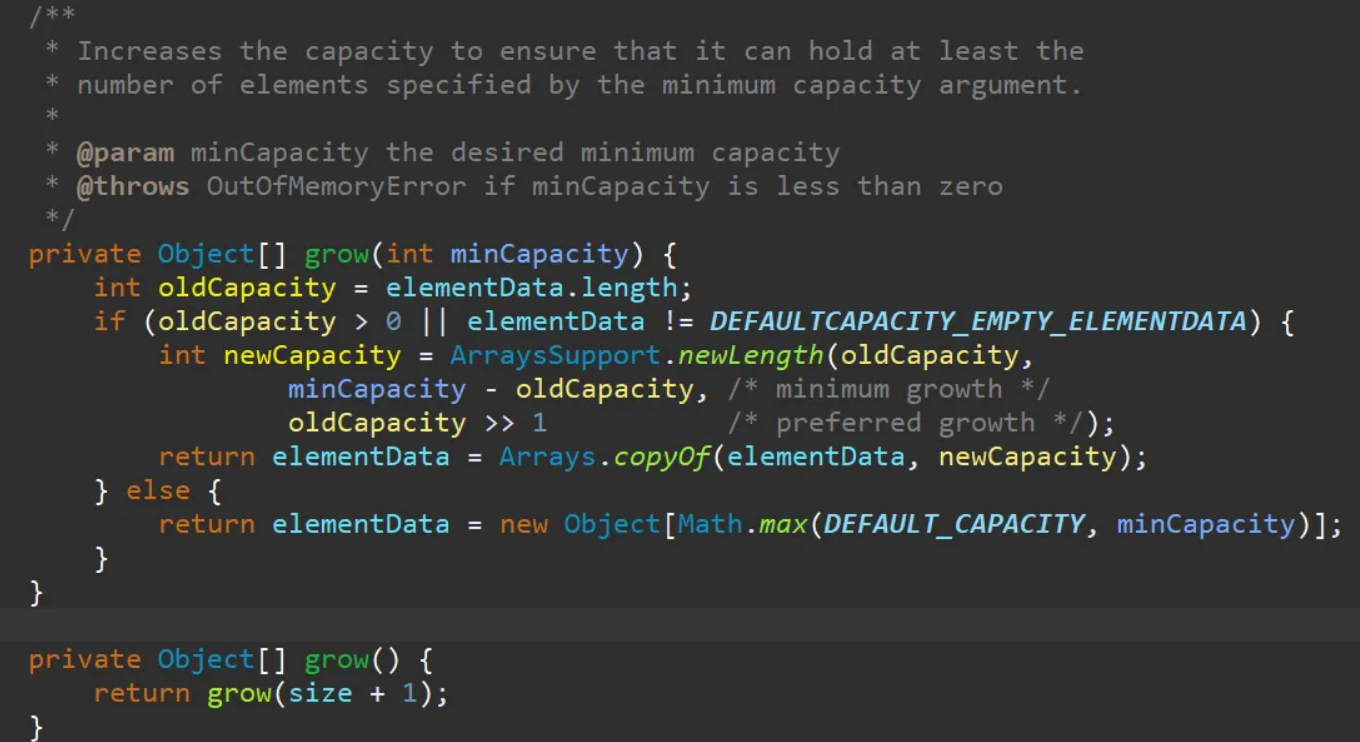 /**
 * Increases the capacity to ensure that it can hold at least the
 * number of elements specified by the minimum capacity argument.
 *
 * @param minCapacity the desired minimum capacity
 * @throws OutOfMemoryError if minCapacity is less than zero
 */
private Object[] grow(int minCapacity) {
    int oldCapacity = elementData.length;
    if (oldCapacity > 0 || elementData != DEFAULTCAPACITY_EMPTY_ELEMENTDATA) {
        int newCapacity = ArraysSupport.newLength(oldCapacity,
                minCapacity - oldCapacity, /* minimum growth */
                oldCapacity >> 1           /* preferred growth */);
        return elementData = Arrays.copyOf(elementData, newCapacity);
    } else {
        return elementData = new Object[Math.max(DEFAULT_CAPACITY, minCapacity)];
    }
}

private Object[] grow() {
    return grow(size + 1);
}